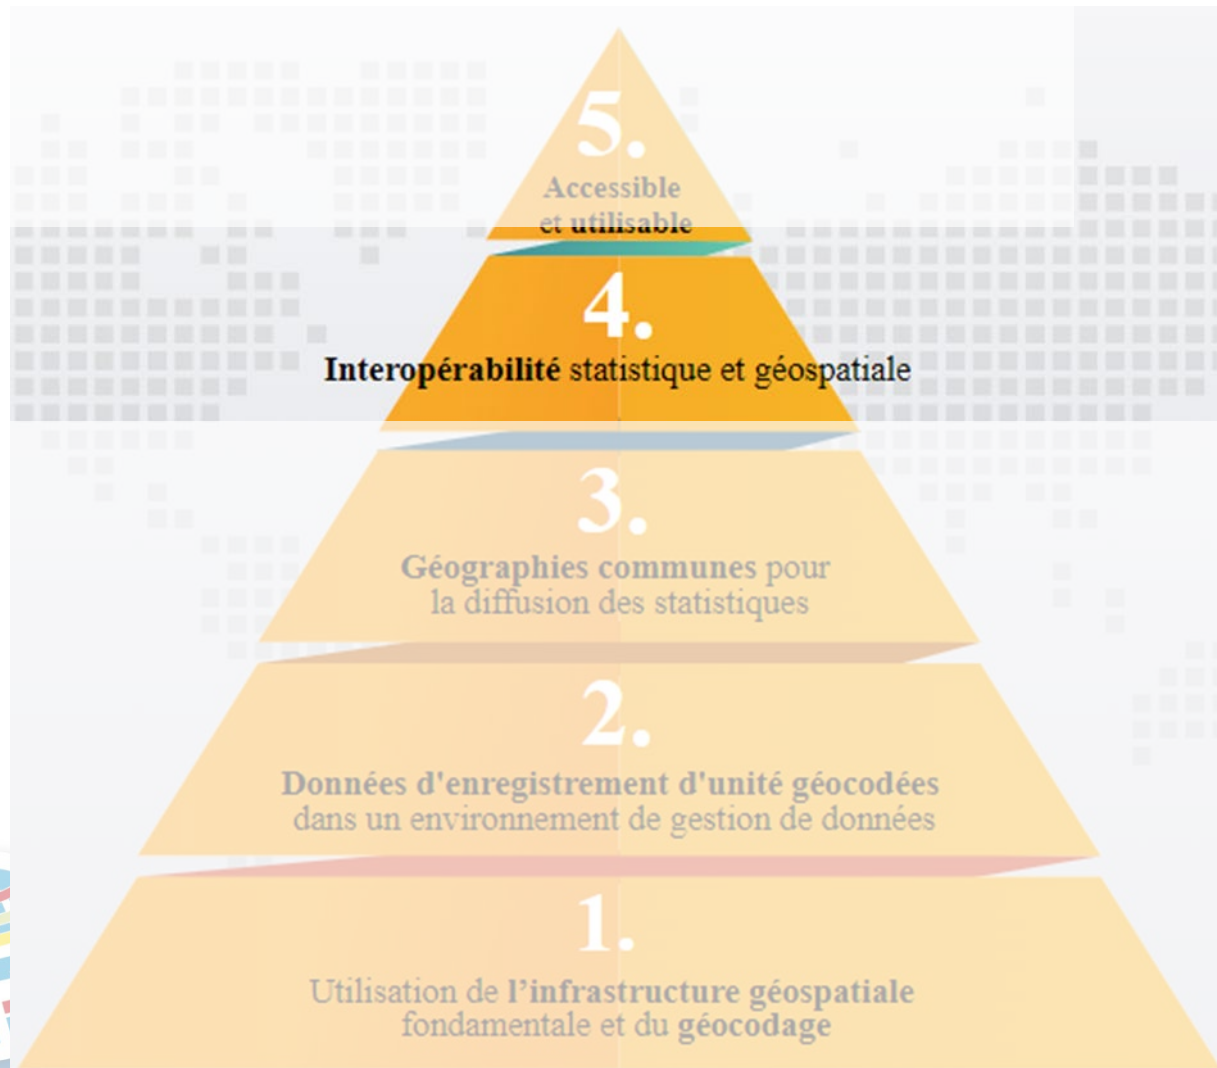 5.
Accessible
et utilisable
4.
Interopérabilité statistique et géospatiale
3.
Géographies communes pour
la diffusion des statistiques
2.
Données d'enregistrement d'unité géocodées
dans un environnement de gestion de données
1.
Utilisation de l’infrastructure géospatiale
fondamentale et du géocodage